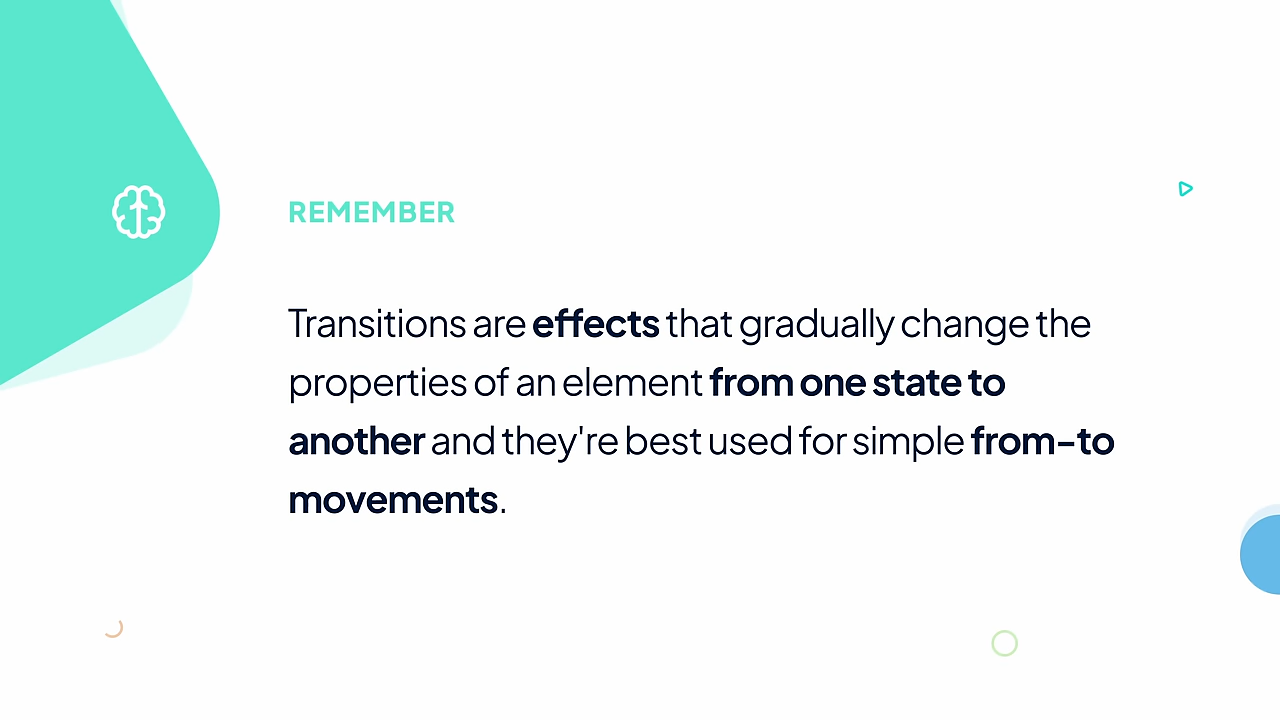 REMEMBER
Transitions are effects that gradually change the
properties of an element from one state to
another and they're best used for simple from–to
movements.